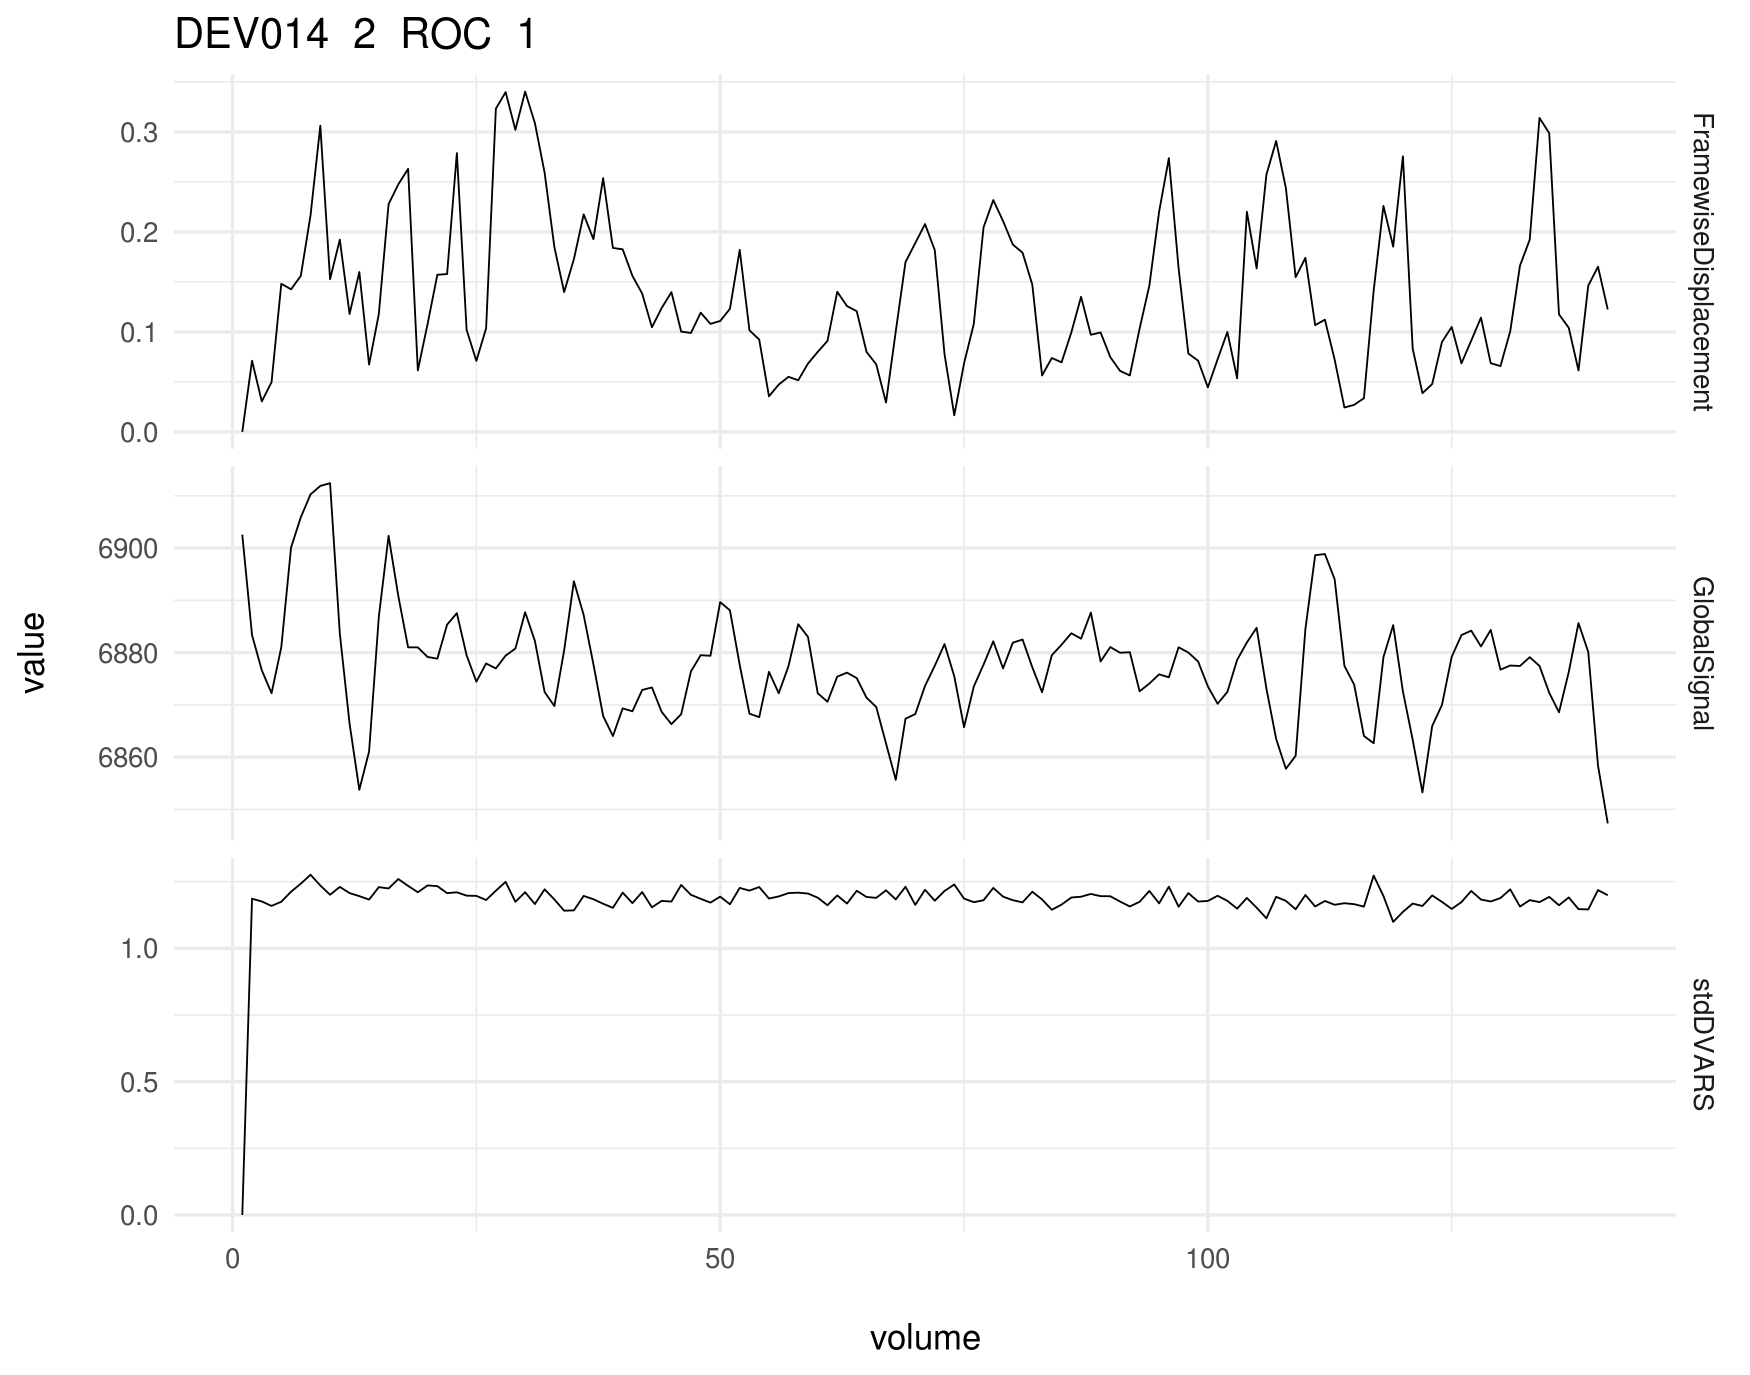 DEV014 2 ROC 1
0.3
0.2
0.1
0.0
FramewiseDisplacement
6900
6880
6860
GlobalSignal
value
1.0
0.5
0.0
stdDVARS
0 50 100
volume